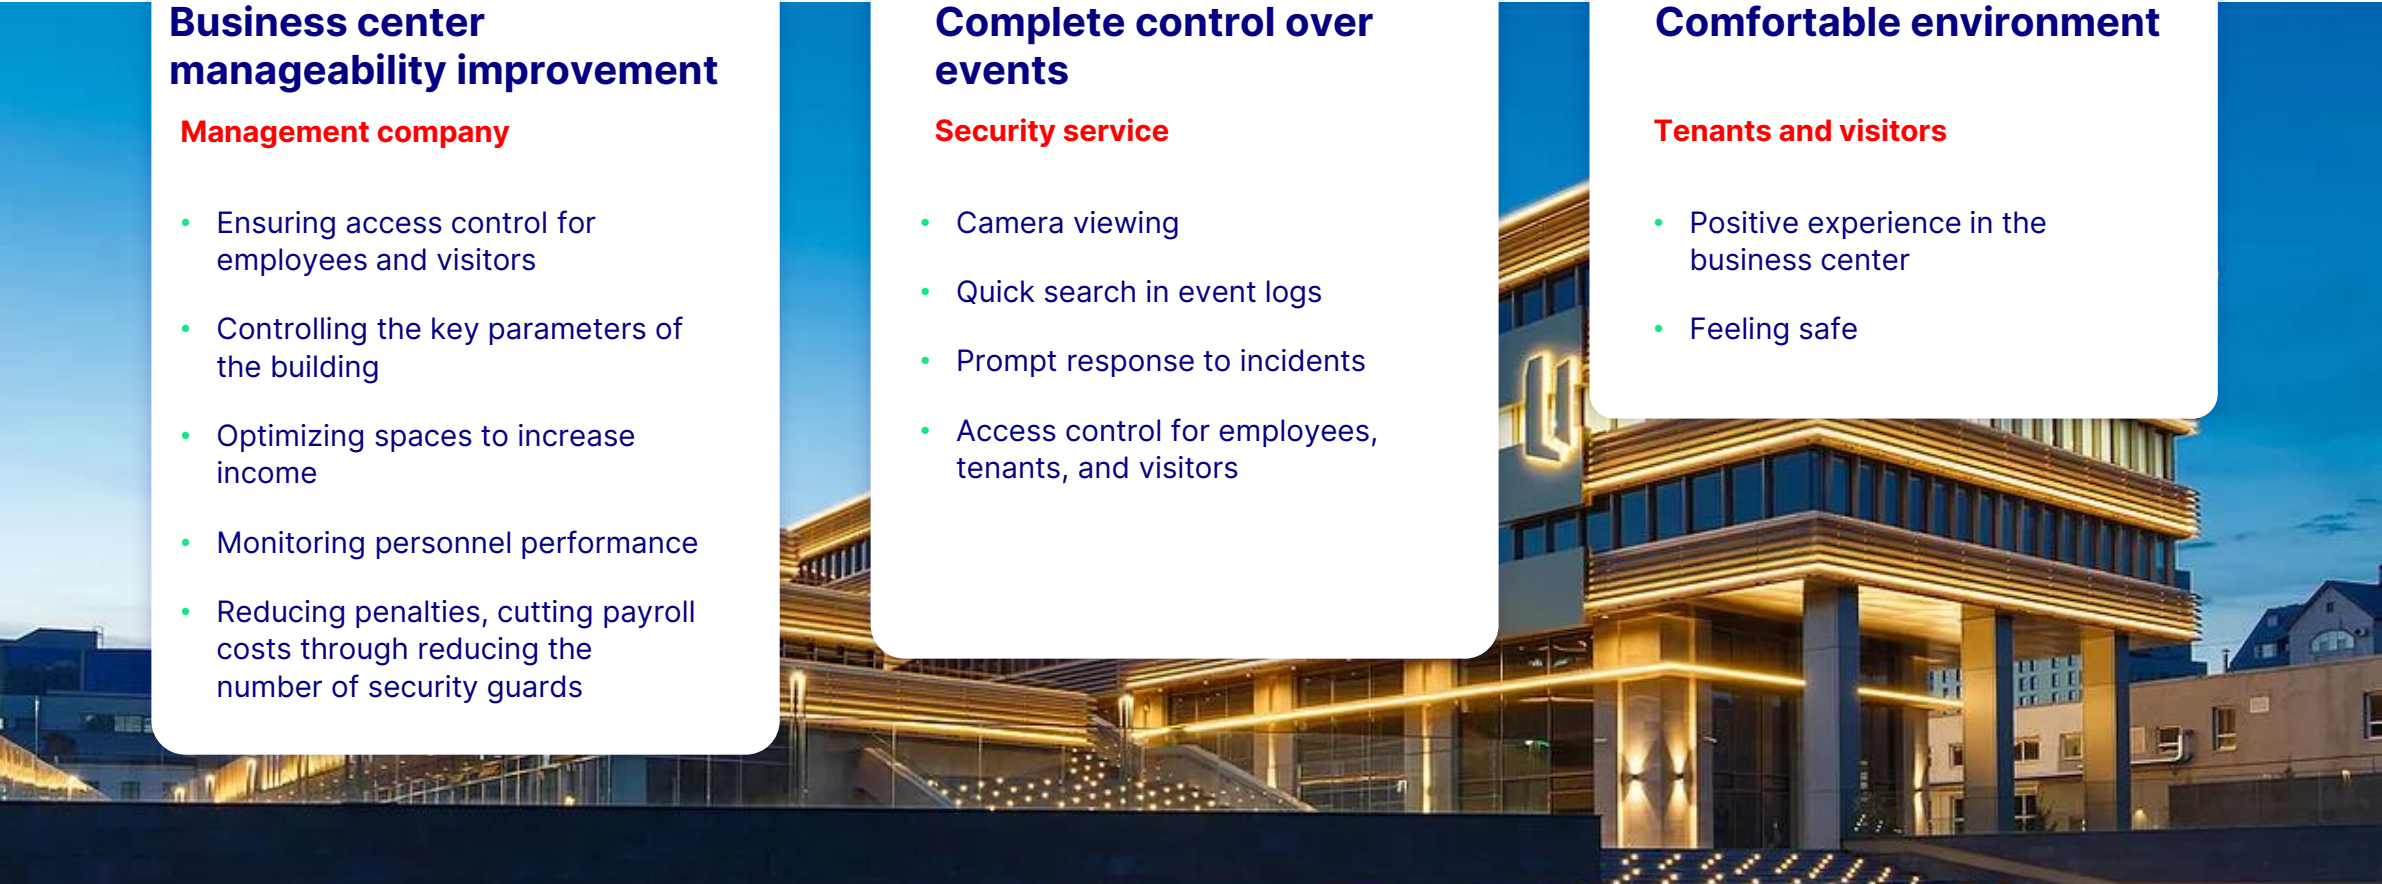 Business center
manageability improvement
Management company
• Ensuring access control for
employees and visitors
• Controlling the key parameters of
the building
• Optimizing spaces to increase
income
• Monitoring personnel performance
• Reducing penalties, cutting payroll
costs through reducing the
number of security guards
Complete control over
events
Security service
• Camera viewing
• Quick search in event logs
• Prompt response to incidents
• Access control for employees,
tenants, and visitors
Comfortable environment
Tenants and visitors
• Positive experience in the
business center
• Feeling safe